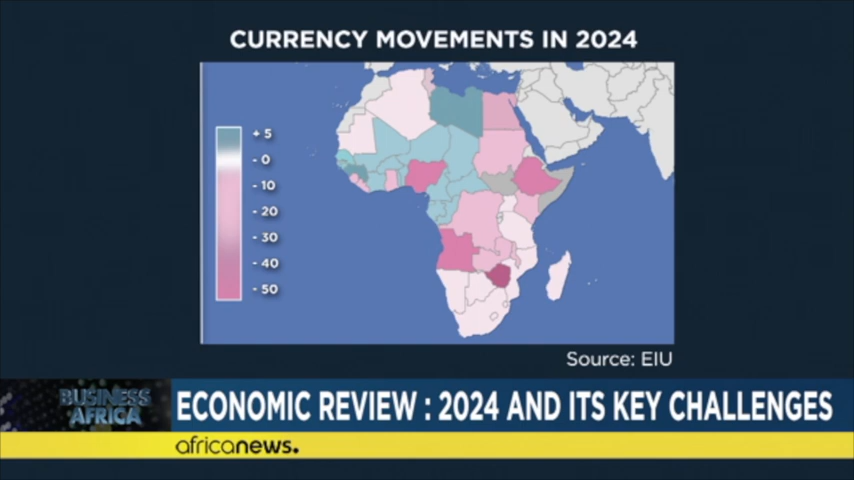 CURRENCY MOVEMENTS IN 2024
+ 5
- 0
- 10
- 20
- 30
- 40
- 50
Source: EIU
BUSINESS
AFRICA
ECONOMIC REVIEW : 2024 AND ITS KEY CHALLENGES
africanews.